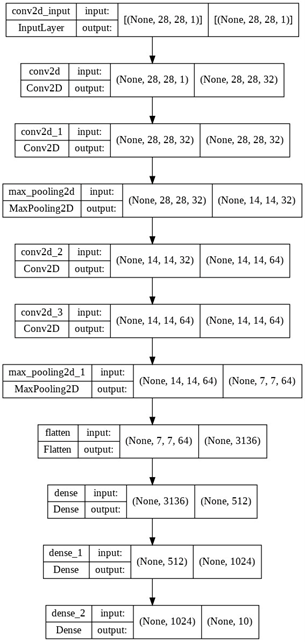 conv2d_input input: [(None, 28, 28, 1)] [(None, 28, 28, 1)]
InputLayer output:
conv2d input: (None, 28, 28, 1) (None, 28, 28, 32)
Conv2D output:
conv2d_1 input: (None, 28, 28, 32) (None, 28, 28, 32)
Conv2D output:
max_pooling2d input: (None, 28, 28, 32) (None, 14, 14, 32)
MaxPooling2D output:
conv2d_2 input: (None, 14, 14, 32) (None, 14, 14, 64)
Conv2D output:
conv2d_3 input: (None, 14, 14, 64) (None, 14, 14, 64)
Conv2D output:
max_pooling2d_1 input: (None, 14, 14, 64) (None, 7, 7, 64)
MaxPooling2D output:
flatten input: (None, 7, 7, 64) (None, 3136)
Flatten output:
dense input: (None, 3136) (None, 512)
Dense output:
dense_1 input: (None, 512) (None, 1024)
Dense output:
dense_2 input: (None, 1024) (None, 10)
Dense output: